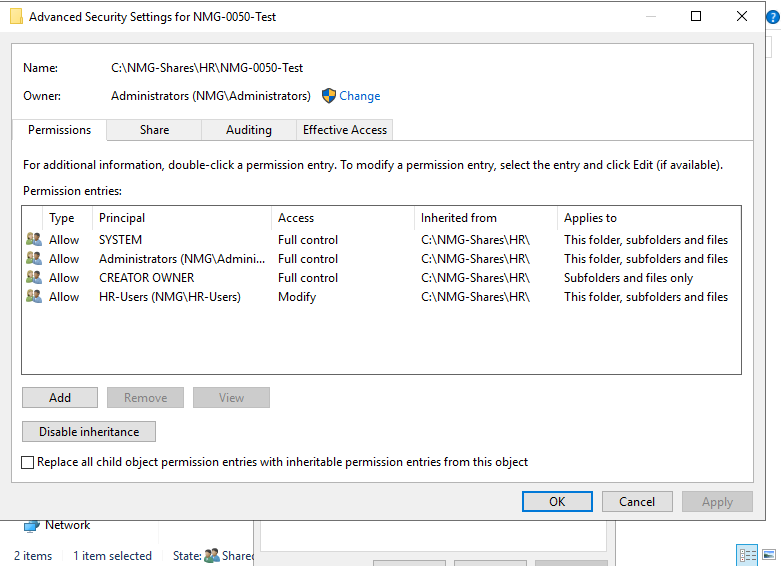 Advanced Security Settings for NMG-0050-Test
Name: C:\NMG-Shares\HR\NMG-0050-Test
Owner: Administrators (NMG\Administrators) Change
Permissions Share Auditing Effective Access
For additional information, double-click a permission entry. To modify a permission entry, select the entry and click Edit (if available).
Permission entries:
Type Principal Access Inherited from Applies to
Allow SYSTEM Full control C:\NMG-Shares\HR\ This folder, subfolders and files
Allow Administrators (NMG\Admini... Full control C:\NMG-Shares\HR\ This folder, subfolders and files
Allow CREATOR OWNER Full control C:\NMG-Shares\HR\ Subfolders and files only
Allow HR-Users (NMG\HR-Users) Modify C:\NMG-Shares\HR\ This folder, subfolders and files
Add Remove View
Disable inheritance
Replace all child object permission entries with inheritable permission entries from this object
OK Cancel Apply
Network
2 items 1 item selected State: Shared